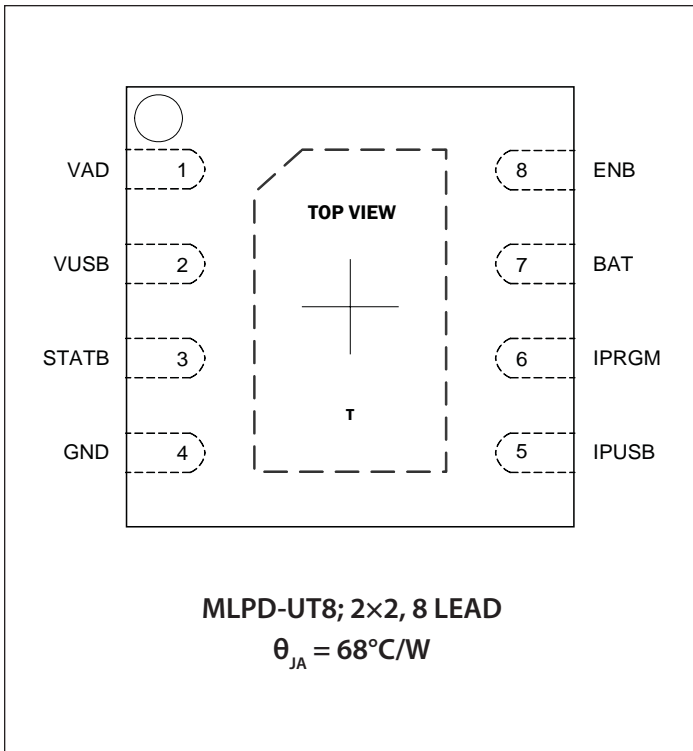 VAD 1 8 ENB
TOP VIEW
VUSB 2 7 BAT
STATB 3 6 IPRGM
T
GND 4 5 IPUSB
MLPD-UT8; 2×2, 8 LEAD
θJA = 68°C/W